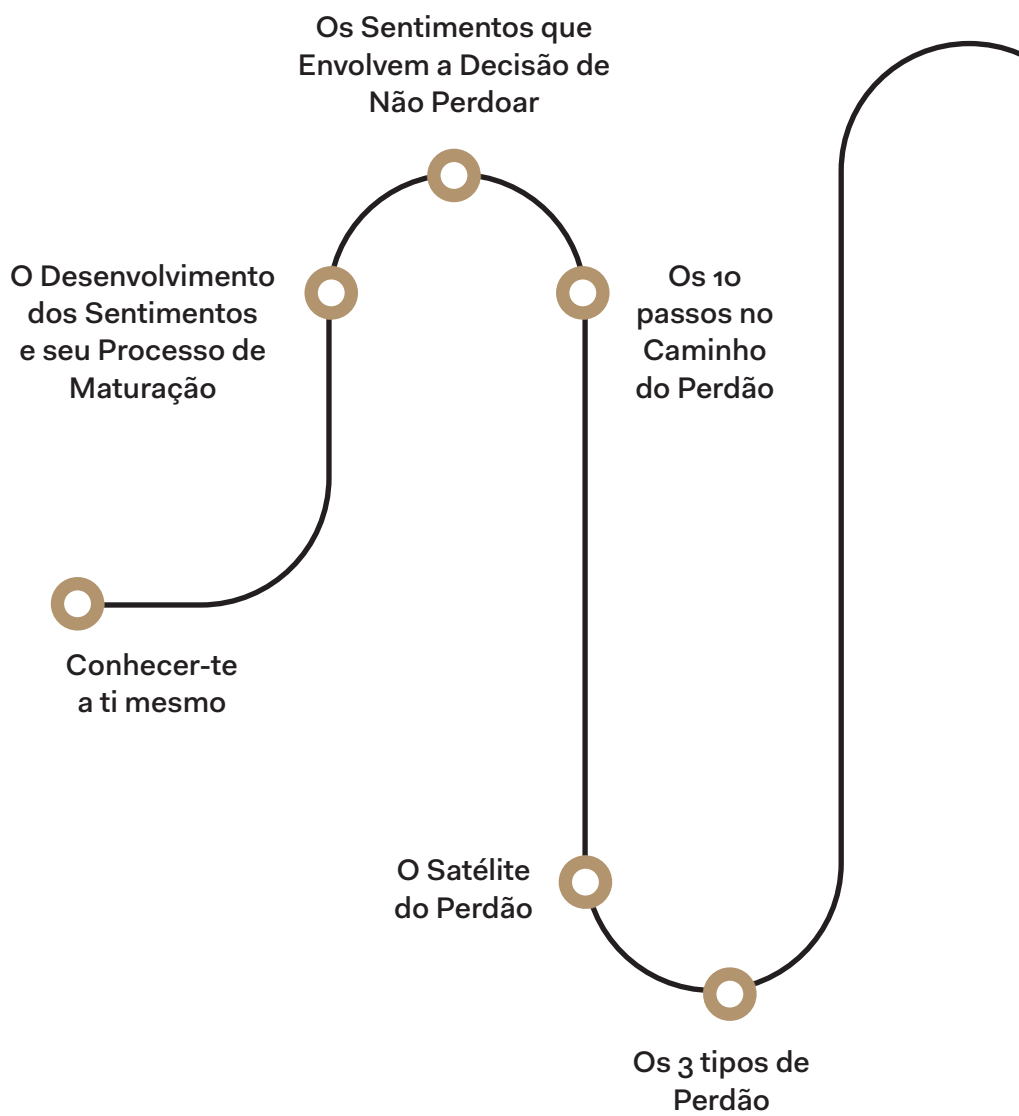 Os Sentimentos que
Envolvem a Decisão de
Não Perdoar
O Desenvolvimento
dos Sentimentos
e seu Processo de
Maturação
Os 10
passos no
Caminho
do Perdão
Conhecer-te
a ti mesmo
O Satélite
do Perdão
Os 3 tipos de
Perdão